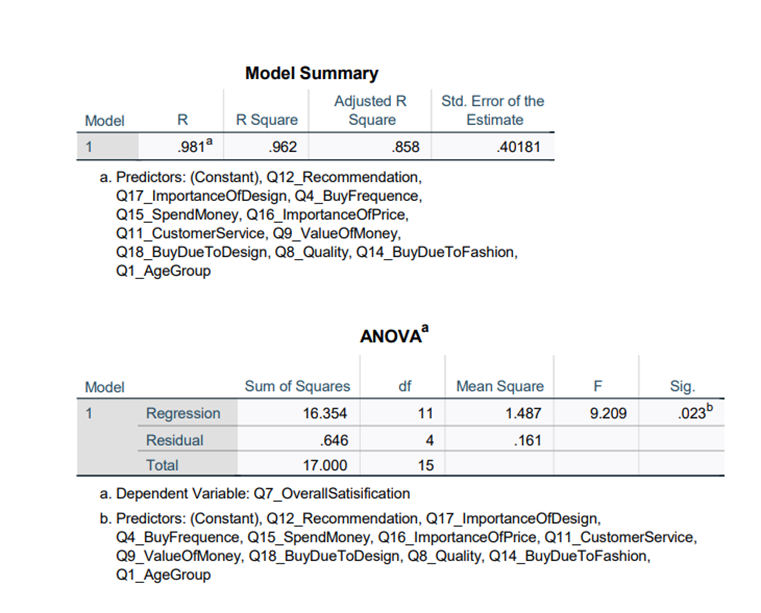 Model Summary
Model R R Square Adjusted R Square Std. Error of the Estimate
1 .981a .962 .858 .40181
a. Predictors: (Constant), Q12_Recommendation,
Q17_ImportanceOfDesign, Q4_BuyFrequence,
Q15_SpendMoney, Q16_ImportanceOfPrice,
Q11_CustomerService, Q9_ValueOfMoney,
Q18_BuyDueToDesign, Q8_Quality, Q14_BuyDueToFashion,
Q1_AgeGroup
ANOVAa
Model Sum of Squares df Mean Square F Sig.
1 Regression 16.354 11 1.487 9.209 .023b
Residual .646 4 .161
Total 17.000 15
a. Dependent Variable: Q7_OverallSatisification
b. Predictors: (Constant), Q12_Recommendation, Q17_ImportanceOfDesign,
Q4_BuyFrequence, Q15_SpendMoney, Q16_ImportanceOfPrice, Q11_CustomerService,
Q9_ValueOfMoney, Q18_BuyDueToDesign, Q8_Quality, Q14_BuyDueToFashion,
Q1_AgeGroup